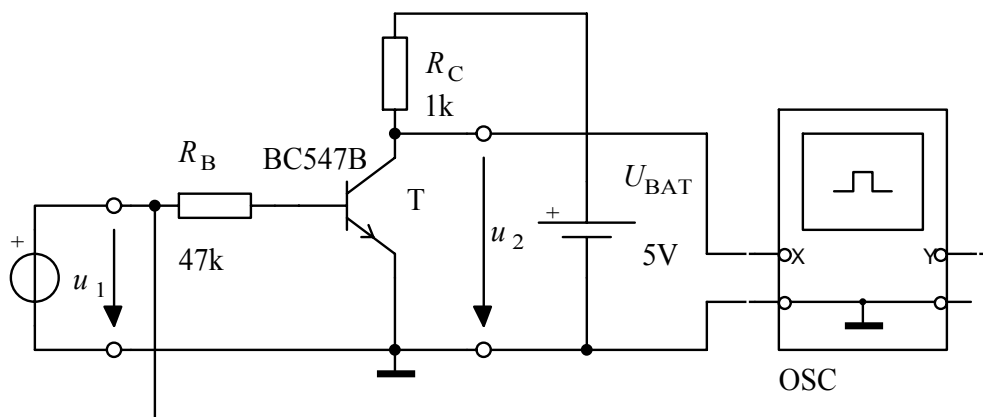 R_C
1k
R_B
BC547B
T
U_BAT
+
5V
47k
u_2
+
u_1
X
Y
OSC